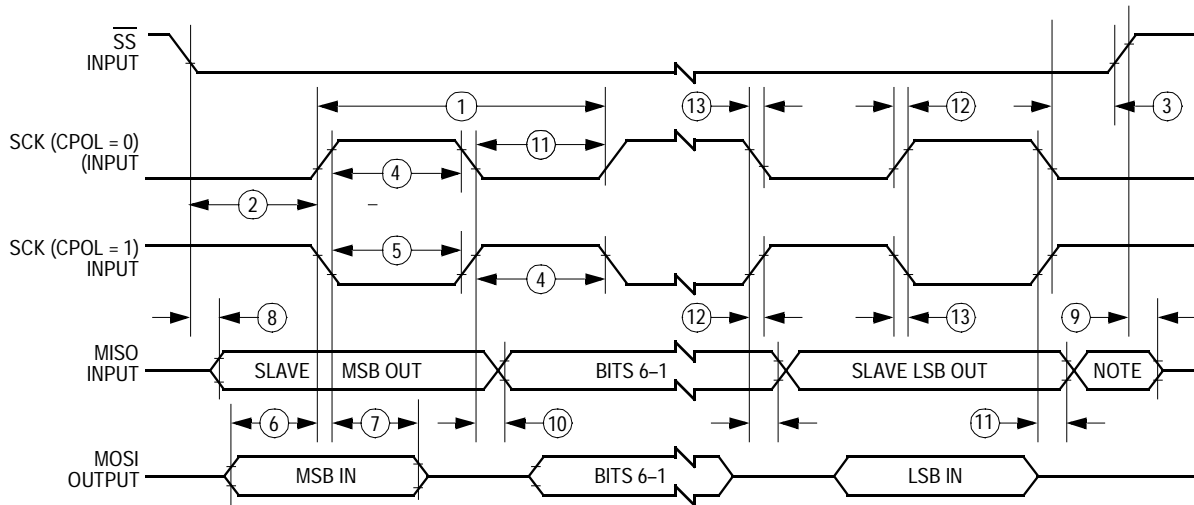 SS
INPUT
1
13
12
3
SCK (CPOL = 0)
(INPUT
11
4
2
SCK (CPOL = 1)
INPUT
5
4
8
12
13
9
MISO
INPUT
SLAVE MSB OUT
BITS 6–1
SLAVE LSB OUT
NOTE
6
7
10
11
MOSI
OUTPUT
MSB IN
BITS 6–1
LSB IN